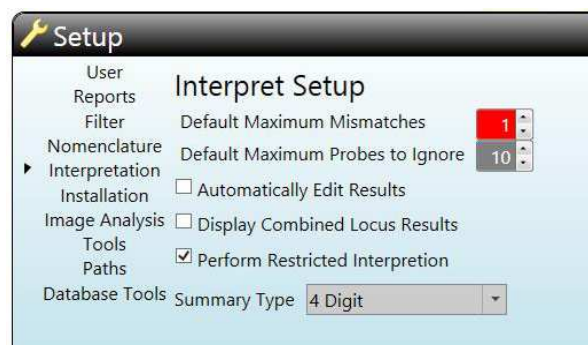 Setup
User
Reports
Filter
Nomenclature
Interpretation
Installation
Image Analysis
Tools
Paths
Database Tools
Interpret Setup
Default Maximum Mismatches 1
Default Maximum Probes to Ignore 10
Automatically Edit Results
Display Combined Locus Results
Perform Restricted Interpretion
Summary Type 4 Digit